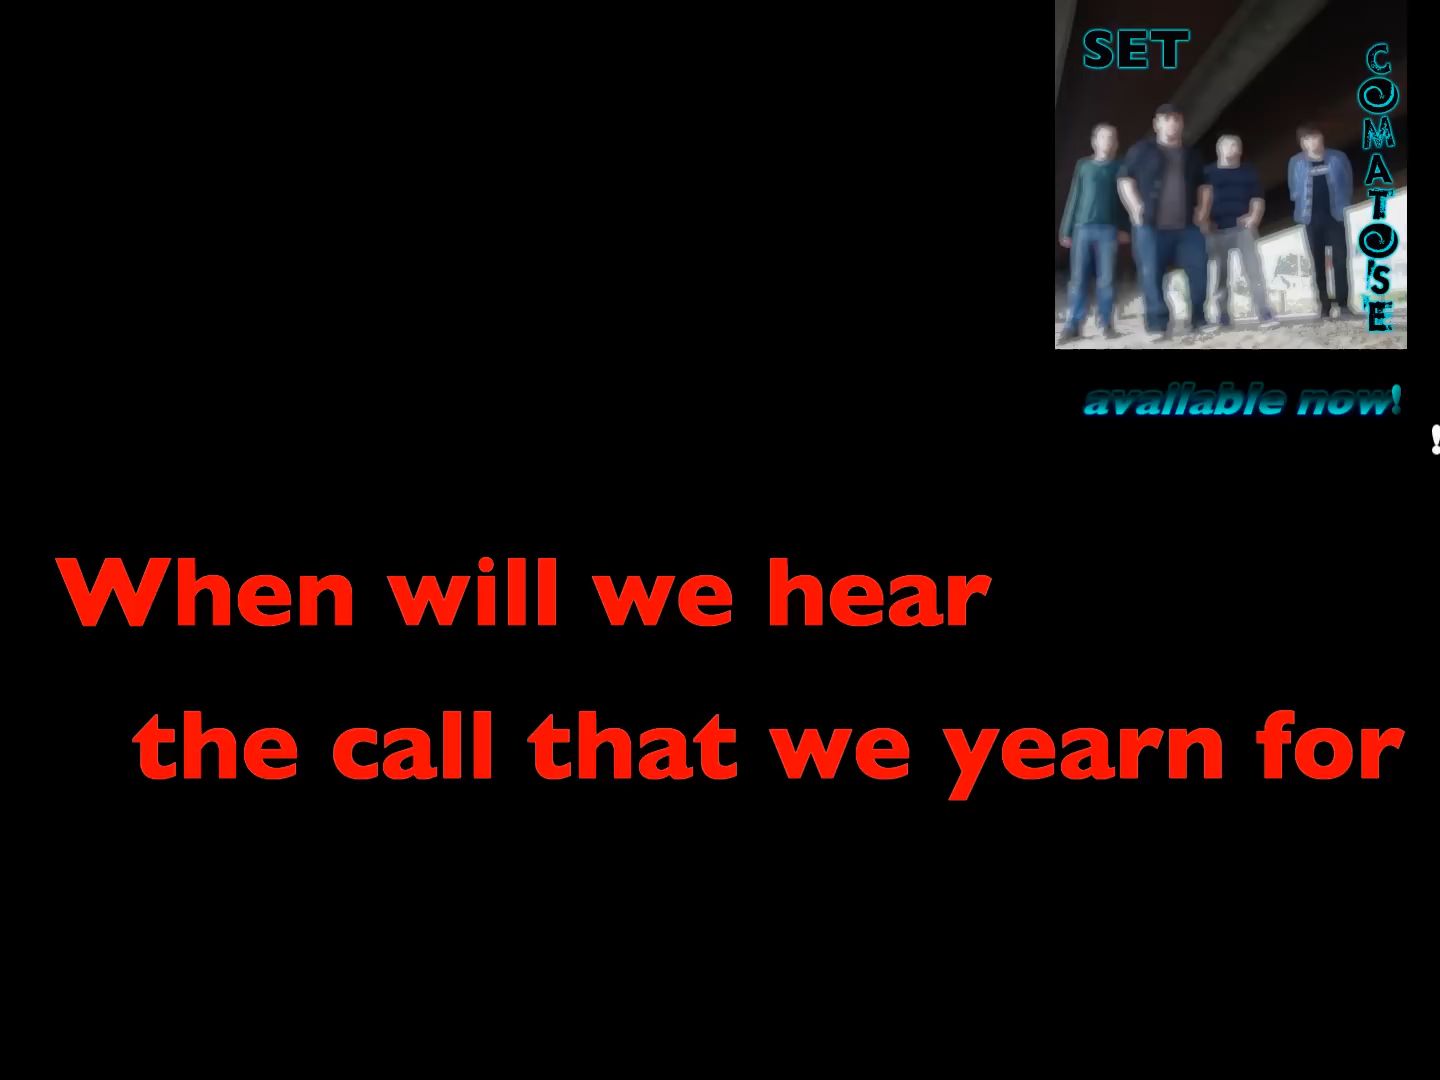 SET
COMATOSE
available now!
!
When will we hear
the call that we yearn for